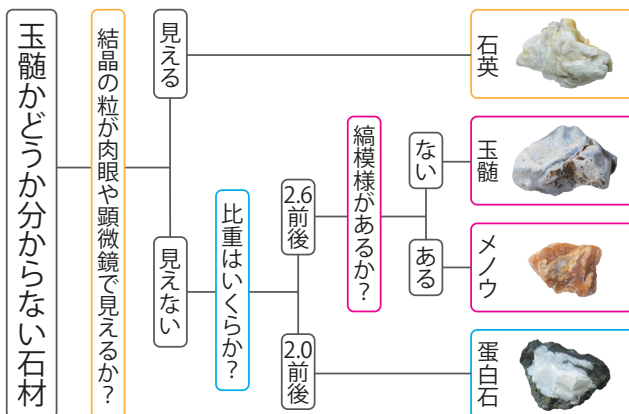 玉髄かどうか分からない石材
結晶の粒が肉眼や顕微鏡で見えるか？
見える
見えない
比重はいくらか？
2.6前後
2.0前後
縞模様があるか？
ない
ある
石英
玉髄
メノウ
蛋白石